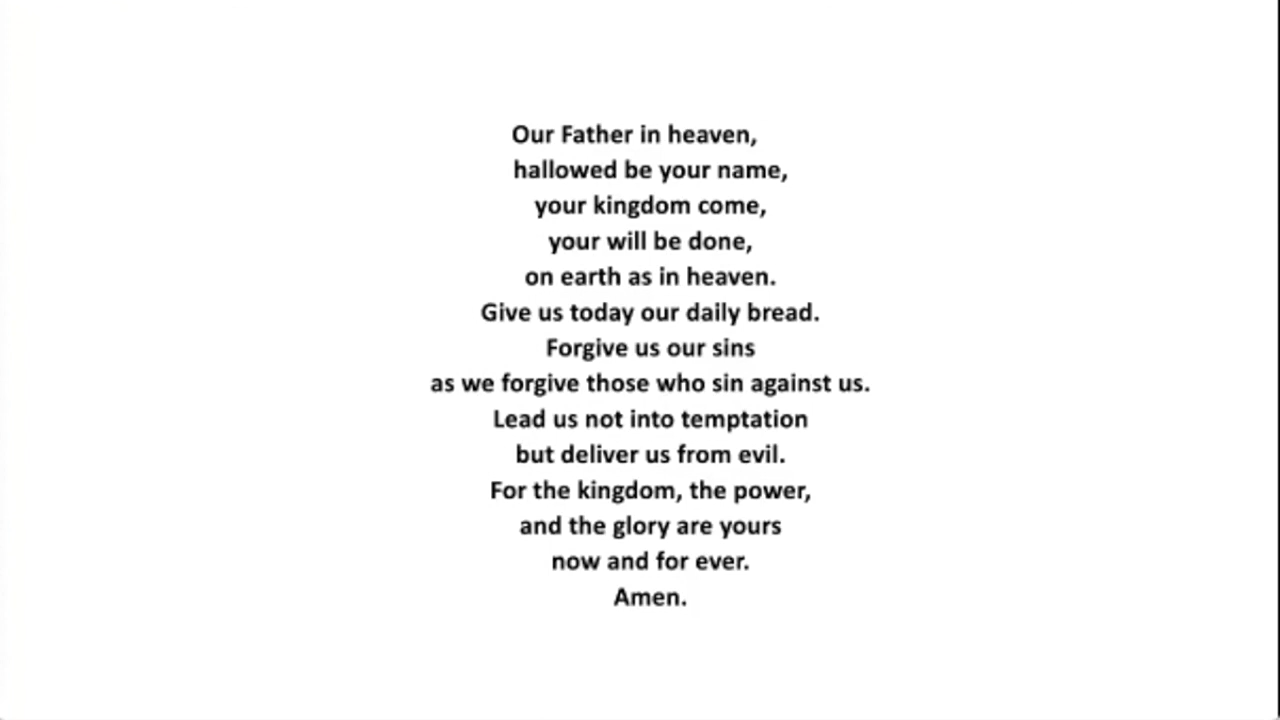 Our Father in heaven,
hallowed be your name,
your kingdom come,
your will be done,
on earth as in heaven.
Give us today our daily bread.
Forgive us our sins
as we forgive those who sin against us.
Lead us not into temptation
but deliver us from evil.
For the kingdom, the power,
and the glory are yours
now and for ever.
Amen.